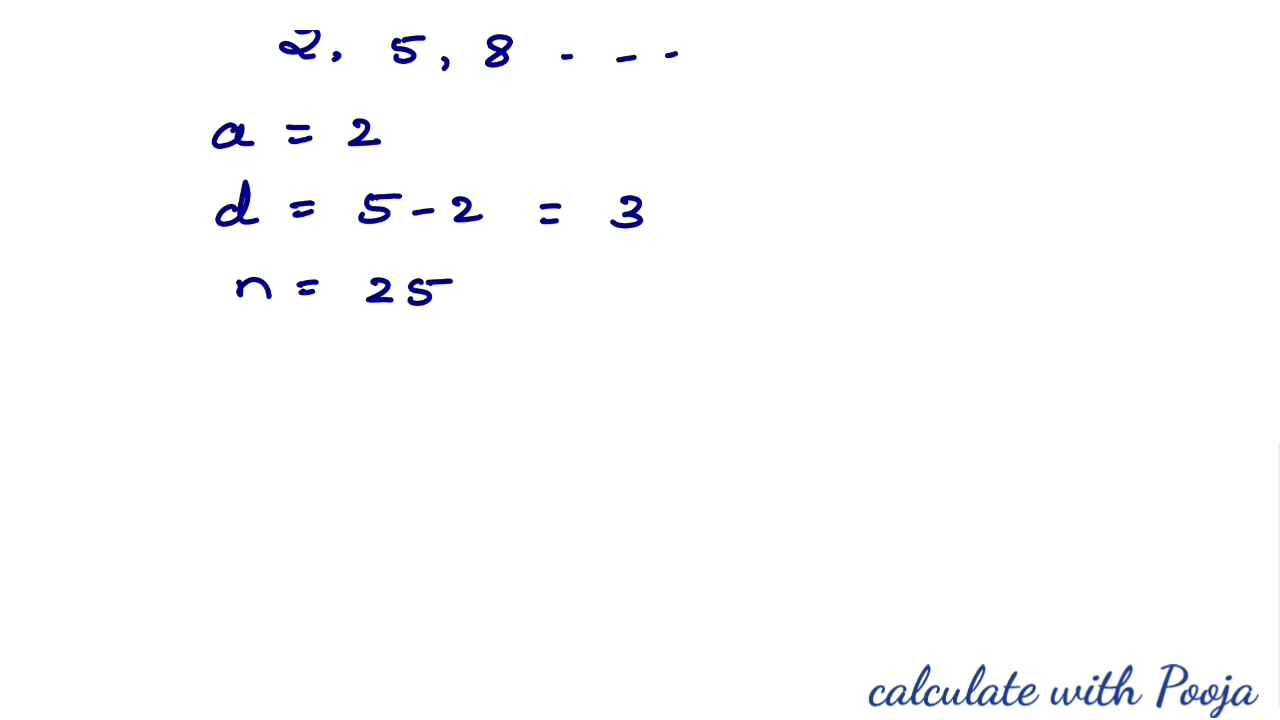 2, 5, 8 - - -
a = 2
d = 5 - 2 = 3
n = 25
calculate with Pooja